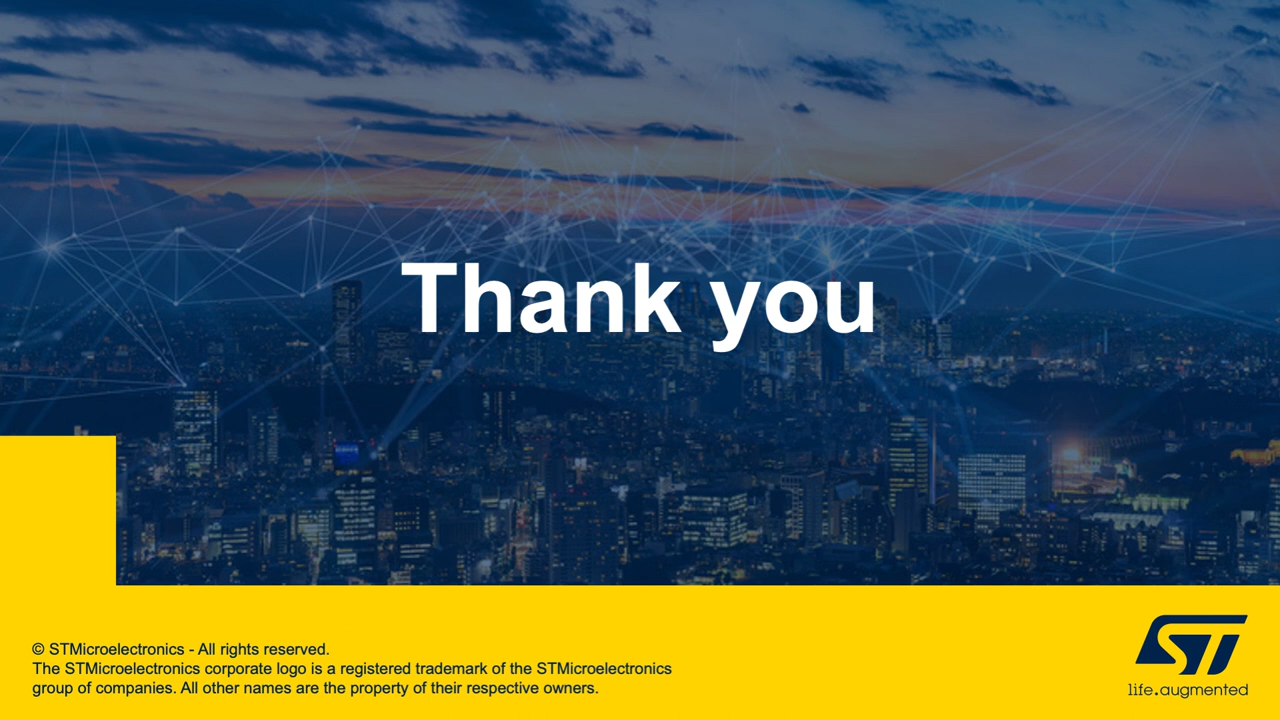 Thank you
© STMicroelectronics - All rights reserved.
The STMicroelectronics corporate logo is a registered trademark of the STMicroelectronics
group of companies. All other names are the property of their respective owners.
ST
life.augmented